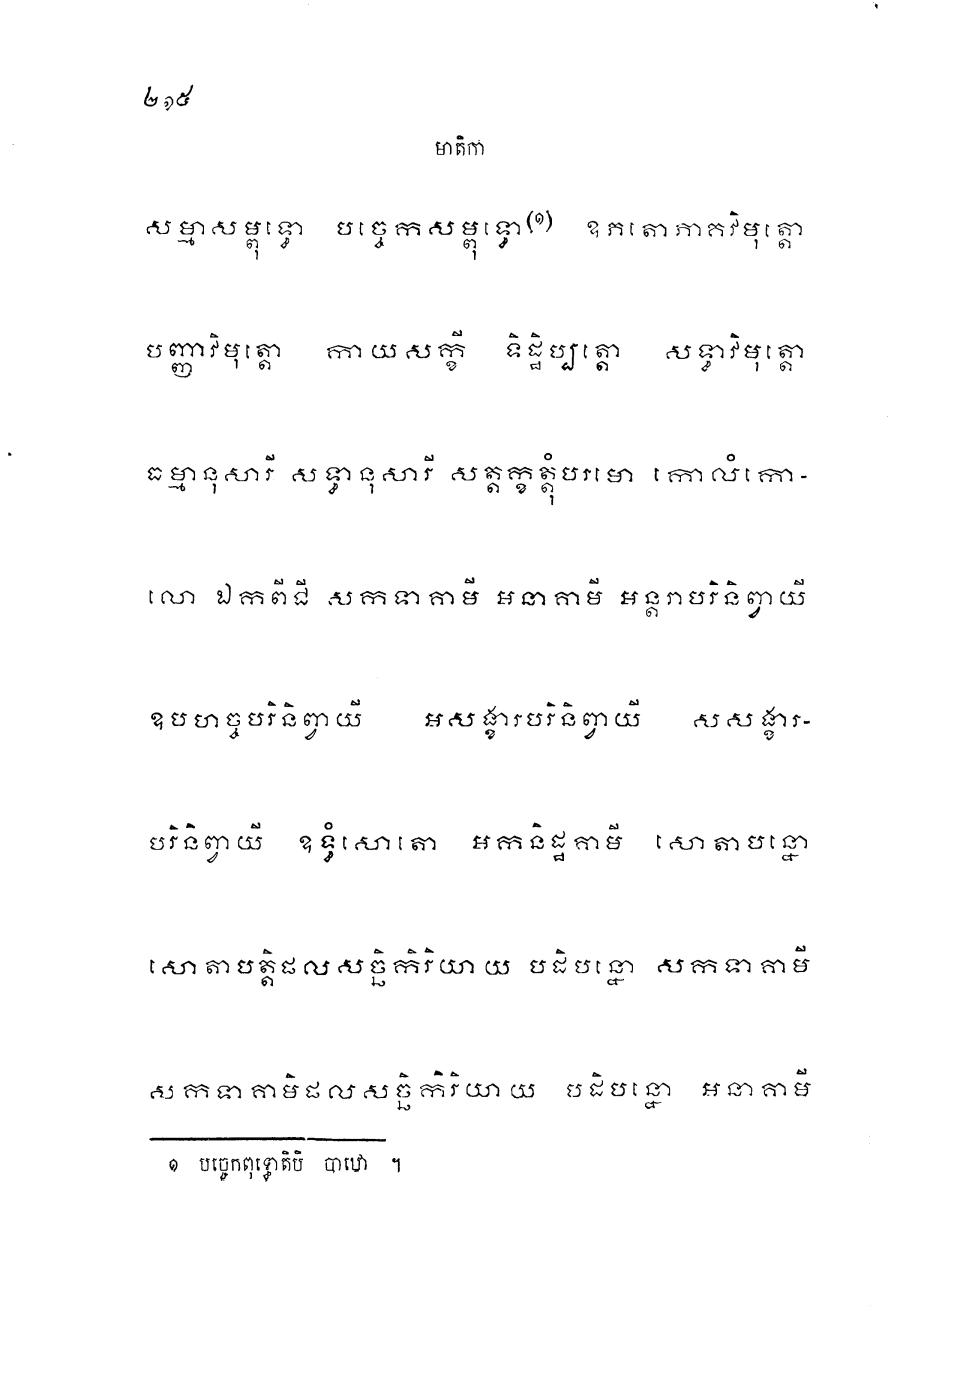 ២១៥
មាតិកា
សម្មាសម្ពុទ្ធោ បច្ចេកសម្ពុទ្ធោ(១) ឧភតោភាគវិមុត្តោ
បញ្ញាវិមុត្តោ កាយសក្ខី ទិដ្ឋិប្បត្តោ សទ្ធាវិមុត្តោ
ធម្មានុសារី សទ្ធានុសារី សត្តក្ខត្តុំបរមោ កោលំកោ-
លោ ឯកពីជី សកទាគាមី អនាគាមី អន្តរាបរិនិព្វាយី
ឧបហច្ចបរិនិព្វាយី អសង្ខារបរិនិព្វាយី សសង្ខារ-
បរិនិព្វាយី ឧទ្ធំសោតោ អកនិដ្ឋគាមី សោតាបន្នោ
សោតាបត្តិផលសច្ឆិកិរិយាយ បដិបន្នោ សកទាគាមី
សកទាគាមិផលសច្ឆិកិរិយាយ បដិបន្នោ អនាគាមី
១ បច្ចេកពុទ្ធោតិបិ បាឋោ ។